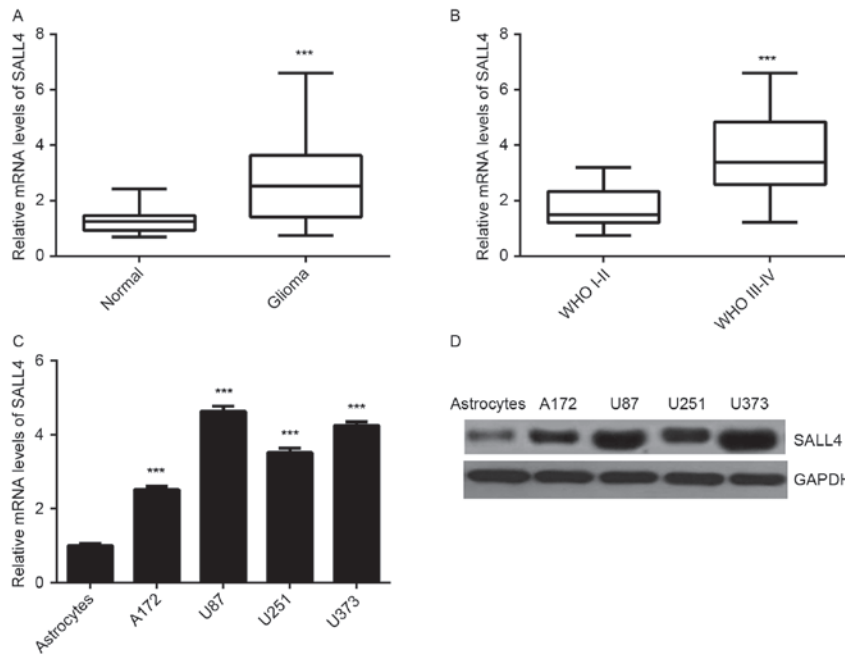 A
Relative mRNA levels of SALL4
8
6
4
2
0
***
Normal
Glioma
B
Relative mRNA levels of SALL4
8
6
4
2
0
***
WHO I-II
WHO III-IV
C
Relative mRNA levels of SALL4
6
4
2
0
***
***
***
***
Astrocytes
A172
U87
U251
U373
D
Astrocytes A172 U87 U251 U373
SALL4
GAPDH